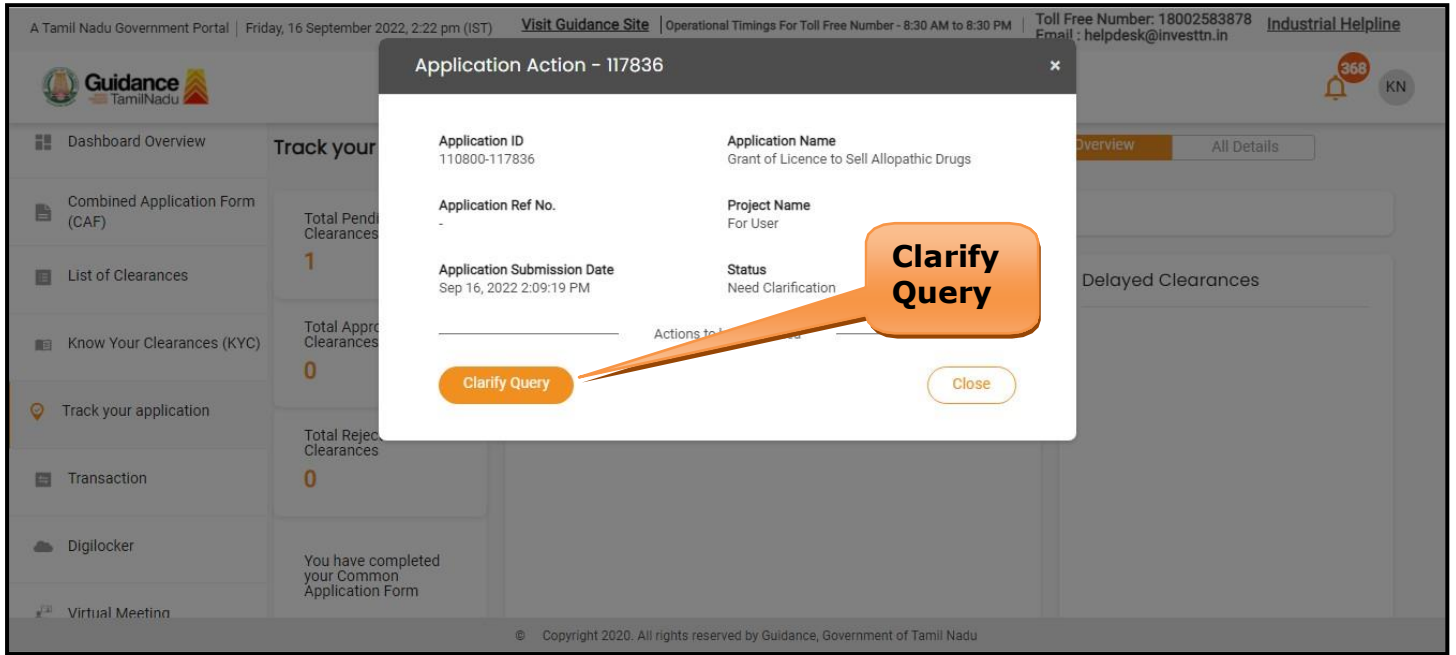 A Tamil Nadu Government Portal | Friday, 16 September 2022, 2:22 pm (IST) Visit Guidance Site | Operational Timings For Toll Free Number - 8:30 AM to 8:30 PM | Toll Free Number: 18002583878 Industrial Helpline
Email : helpdesk@investtn.in
Guidance
TamilNadu
368
KN
Application Action - 117836 ×
Application ID
110800-117836
Application Name
Grant of Licence to Sell Allopathic Drugs
Application Ref No.
-
Project Name
For User
Application Submission Date
Sep 16, 2022 2:09:19 PM
Status
Need Clarification
Actions to
Clarify Query
Close
Clarify
Query
Dashboard Overview
Combined Application Form
(CAF)
List of Clearances
Know Your Clearances (KYC)
Track your application
Transaction
Digilocker
Virtual Meeting
Track your
Overview
All Details
Total Pendi
Clearances
1
Total Appro
Clearances
0
Total Rejec
Clearances
0
You have completed
your Common
Application Form
Delayed Clearances
© Copyright 2020. All rights reserved by Guidance, Government of Tamil Nadu